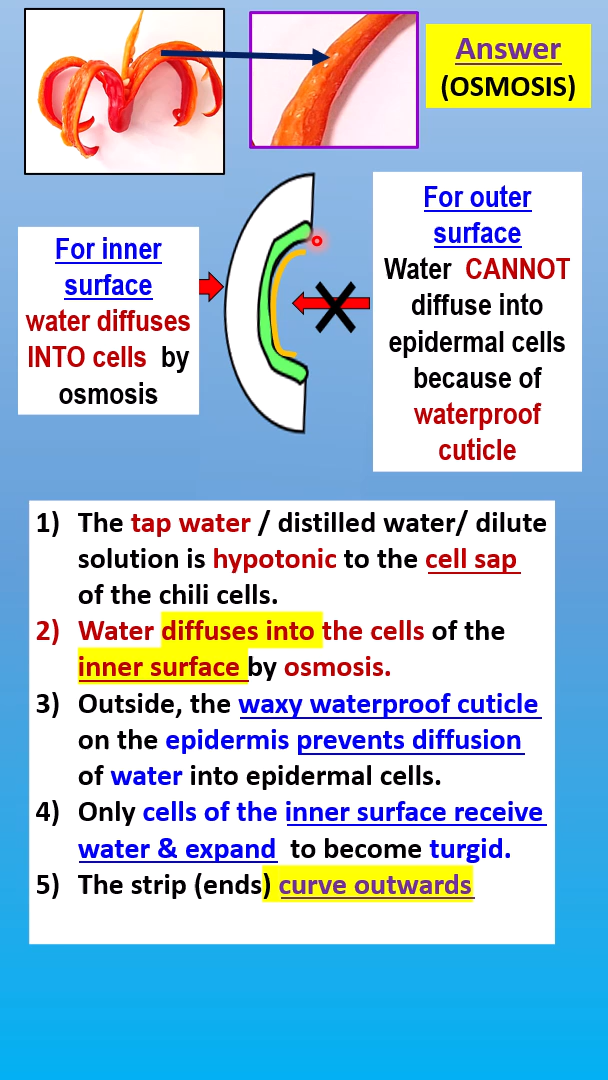 Answer
(OSMOSIS)
For inner
surface
water diffuses
INTO cells by
osmosis
For outer
surface
Water CANNOT
diffuse into
epidermal cells
because of
waterproof
cuticle
1) The tap water / distilled water/ dilute
solution is hypotonic to the cell sap
of the chili cells.
2) Water diffuses into the cells of the
inner surface by osmosis.
3) Outside, the waxy waterproof cuticle
on the epidermis prevents diffusion
of water into epidermal cells.
4) Only cells of the inner surface receive
water & expand to become turgid.
5) The strip (ends) curve outwards